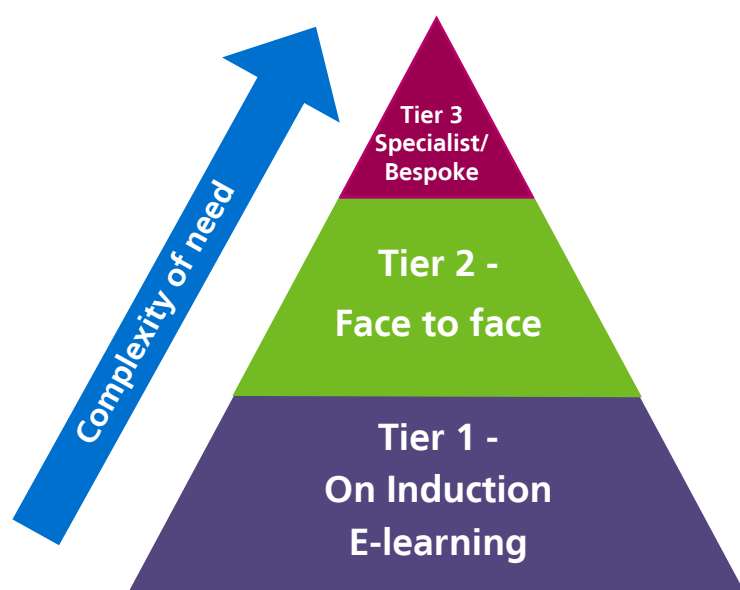 Complexity of need
Tier 3
Specialist/
Bespoke
Tier 2 -
Face to face
Tier 1 -
On Induction
E-learning